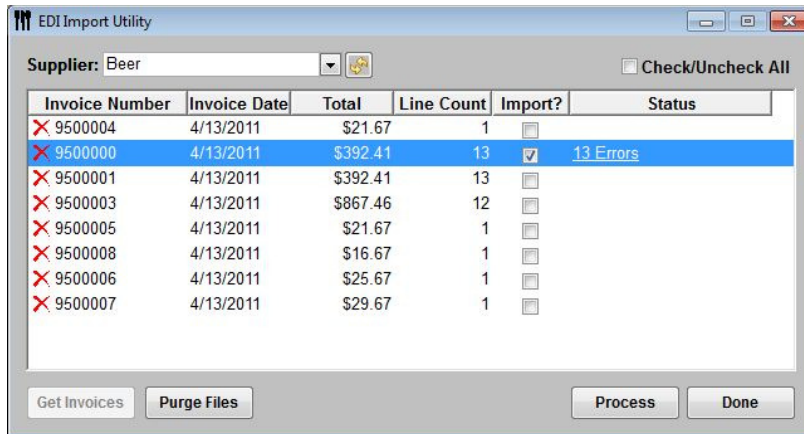 EDI Import Utility
Supplier: Beer Check/Uncheck All
Invoice Number Invoice Date Total Line Count Import? Status
9500004 4/13/2011 $21.67 1
9500000 4/13/2011 $392.41 13 13 Errors
9500001 4/13/2011 $392.41 13
9500003 4/13/2011 $867.46 12
9500005 4/13/2011 $21.67 1
9500008 4/13/2011 $16.67 1
9500006 4/13/2011 $25.67 1
9500007 4/13/2011 $29.67 1
Get Invoices Purge Files Process Done